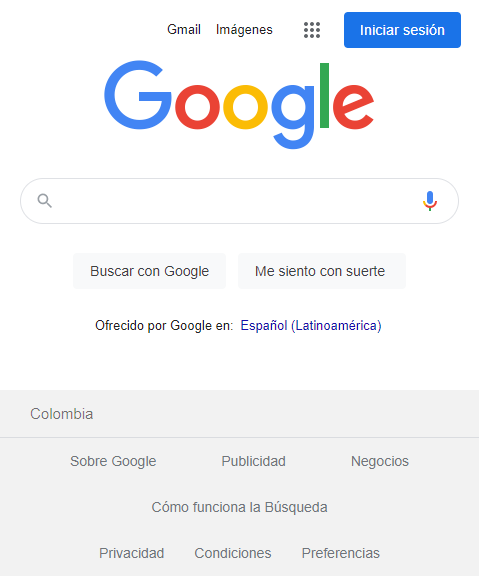 Gmail Imágenes Iniciar sesión
Google
Buscar con Google Me siento con suerte
Ofrecido por Google en: Español (Latinoamérica)
Colombia
Sobre Google Publicidad Negocios
Cómo funciona la Búsqueda
Privacidad Condiciones Preferencias